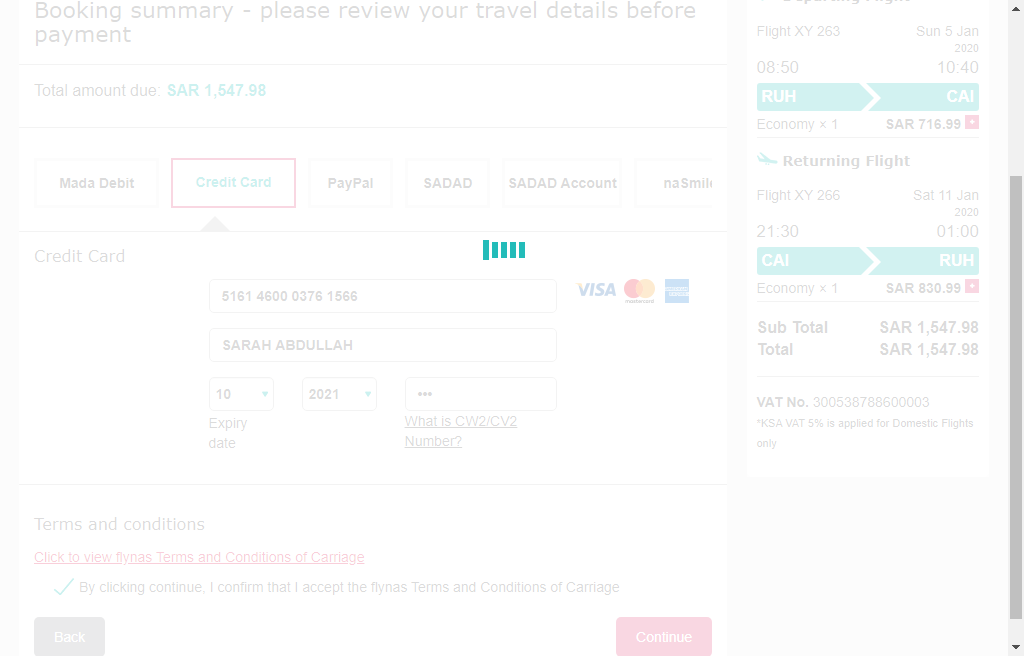 Booking summary - please review your travel details before
payment
Total amount due: SAR 1,547.98
Mada Debit
Credit Card
PayPal
SADAD
SADAD Account
naSmile
Credit Card
5161 4600 0376 1566
VISA
mastercard
SARAH ABDULLAH
10
2021
•••
Expiry
date
What is CW2/CV2
Number?
Terms and conditions
Click to view flynas Terms and Conditions of Carriage
By clicking continue, I confirm that I accept the flynas Terms and Conditions of Carriage
Back
Continue
Departing Flight
Flight XY 263
Sun 5 Jan
2020
08:50
10:40
RUH
CAI
Economy × 1
SAR 716.99 +
Returning Flight
Flight XY 266
Sat 11 Jan
2020
21:30
01:00
CAI
RUH
Economy × 1
SAR 830.99 +
Sub Total
SAR 1,547.98
Total
SAR 1,547.98
VAT No. 300538788600003
*KSA VAT 5% is applied for Domestic Flights
only